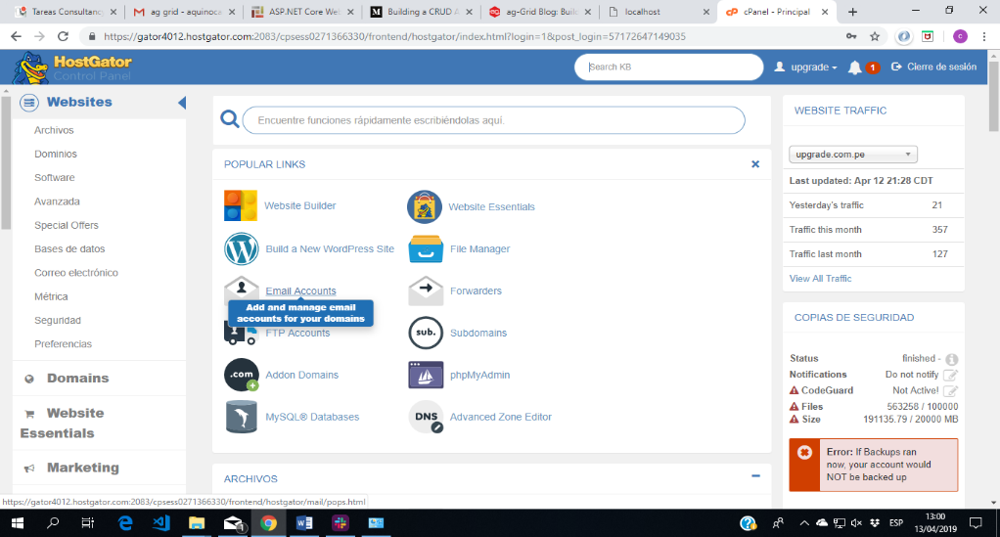 Tareas Consultanc
ag grid - aquinoca
ASP.NET Core Web
Building a CRUD A
ag-Grid Blog: Build
localhost
cPanel - Principal
https://gator4012.hostgator.com:2083/cpsess0271366330/frontend/hostgator/index.html?login=1&post_login=57172647149035
HostGator
Control Panel
Search KB
upgrade
1
Cierre de sesión
Websites
Archivos
Dominios
Software
Avanzada
Special Offers
Bases de datos
Correo electrónico
Métrica
Seguridad
Preferencias
Domains
Website
Essentials
Marketing
Encuentre funciones rápidamente escribiéndolas aquí.
POPULAR LINKS
Website Builder
Website Essentials
Build a New WordPress Site
File Manager
Email Accounts
Forwarders
Add and manage email
accounts for your domains
FTP Accounts
sub.
Subdomains
.com
Addon Domains
phpMyAdmin
MySQL® Databases
DNS
Advanced Zone Editor
ARCHIVOS
WEBSITE TRAFFIC
upgrade.com.pe
Last updated: Apr 12 21:28 CDT
Yesterday's traffic 21
Traffic this month 357
Traffic last month 127
View All Traffic
COPIAS DE SEGURIDAD
Status finished -
Notifications Do not notify
CodeGuard Not Active!
Files 563258 / 100000
Size 191135.79 / 20000 MB
Error: If Backups ran
now, your account would
NOT be backed up
https://gator4012.hostgator.com:2083/cpsess0271366330/frontend/hostgator/mail/pops.html
1
ESP
13:00
13/04/2019